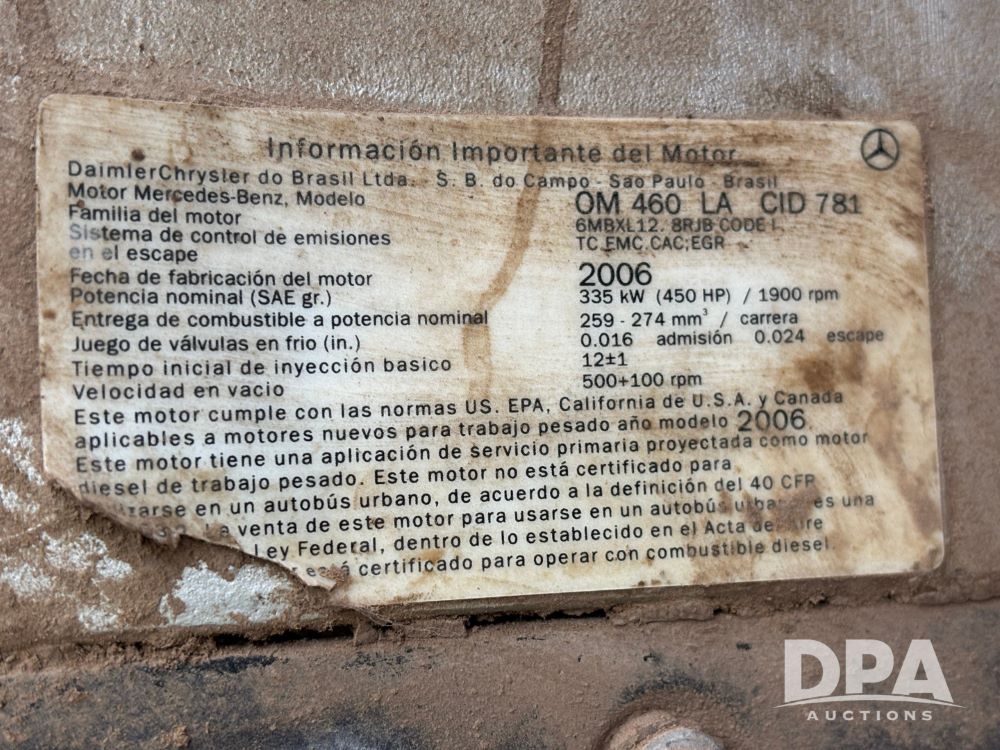 Información Importante del Motor
DaimlerChrysler do Brasil Ltda. - S. B. do Campo - Sao Paulo - Brasil
Motor Mercedes-Benz, Modelo OM 460 LA CID 781
Familia del motor 6MBXL12. 8RJB CODE I.
Sistema de control de emisiones TC,EMC,CAC,EGR
en el escape
Fecha de fabricación del motor 2006
Potencia nominal (SAE gr.) 335 kW (450 HP) / 1900 rpm
Entrega de combustible a potencia nominal 259 - 274 mm³ / carrera
Juego de válvulas en frio (in.) 0.016 admisión 0.024 escape
Tiempo inicial de inyección basico 12±1
Velocidad en vacio 500+100 rpm
Este motor cumple con las normas US. EPA, California de U.S.A. y Canada
aplicables a motores nuevos para trabajo pesado año modelo 2006
Este motor tiene una aplicación de servicio primaria proyectada como motor
diesel de trabajo pesado. Este motor no está certificado para
izarse en un autobús urbano, de acuerdo a la definición del 40 CFR
venta de este motor para usarse en un autobús urbano es una
Ley Federal, dentro de lo establecido en el Acta del Aire
está certificado para operar con combustible diesel.
DPA
AUCTIONS